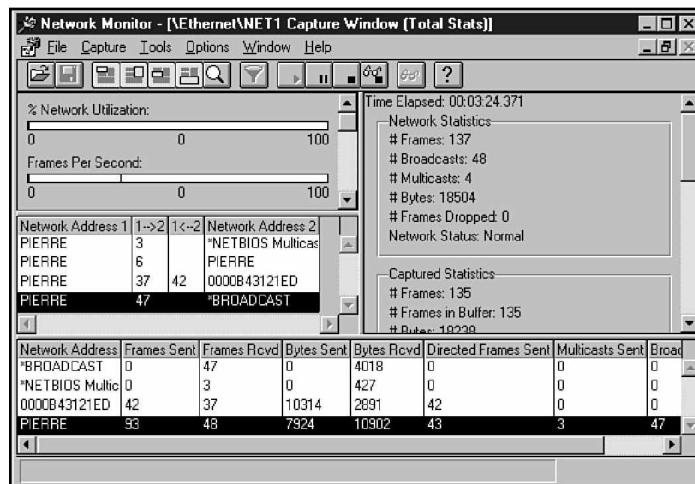 Network Monitor - [\Ethernet\NET1 Capture Window (Total Stats)]
File Capture Tools Options Window Help
?
% Network Utilization:
0 0 100
Frames Per Second:
0 0 100
Time Elapsed: 00:03:24.371
Network Statistics
# Frames: 137
# Broadcasts: 48
# Multicasts: 4
# Bytes: 18504
# Frames Dropped: 0
Network Status: Normal
Captured Statistics
# Frames: 135
# Frames in Buffer: 135
# Bytes: 18238
Network Address 1 1-->2 1<--2 Network Address 2
PIERRE 3 *NETBIOS Multicas
PIERRE 6 PIERRE
PIERRE 37 42 0000B43121ED
PIERRE 47 *BROADCAST
Network Address Frames Sent Frames Rcvd Bytes Sent Bytes Rcvd Directed Frames Sent Multicasts Sent Broad
*BROADCAST 0 47 0 4018 0 0 0
*NETBIOS Multic 0 3 0 427 0 0 0
0000B43121ED 42 37 10314 2891 42 0 0
PIERRE 93 48 7924 10902 43 3 47